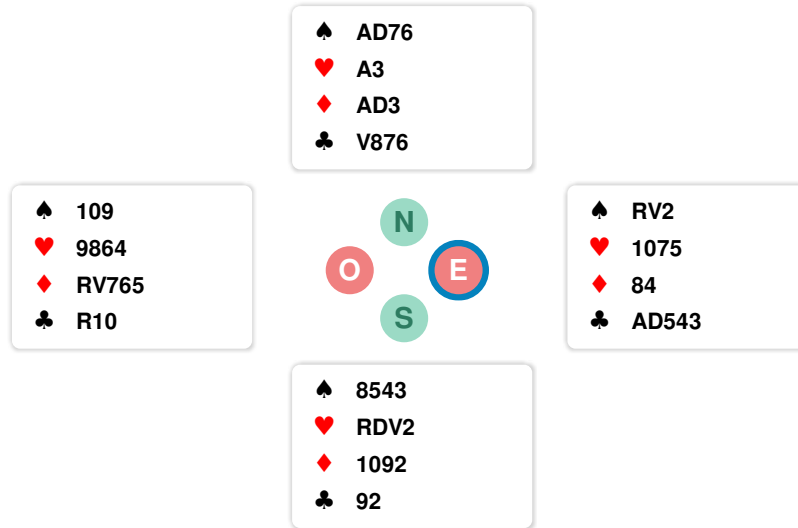 ♠ AD76
♥ A3
♦ AD3
♣ V876
♠ 109
♥ 9864
♦ RV765
♣ R10
N
O E
S
♠ RV2
♥ 1075
♦ 84
♣ AD543
♠ 8543
♥ RDV2
♦ 1092
♣ 92